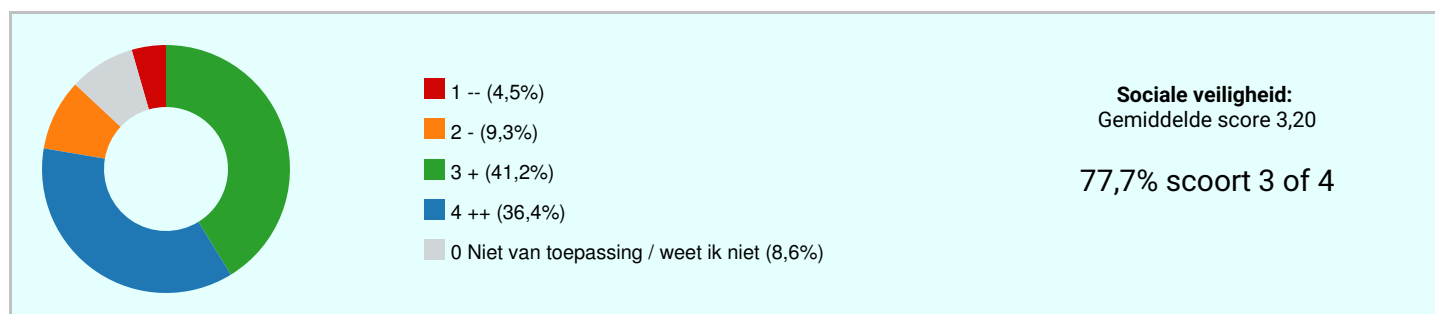 1 -- (4,5%)
2 - (9,3%)
3 + (41,2%)
4 ++ (36,4%)
0 Niet van toepassing / weet ik niet (8,6%)
Sociale veiligheid:
Gemiddelde score 3,20
77,7% scoort 3 of 4